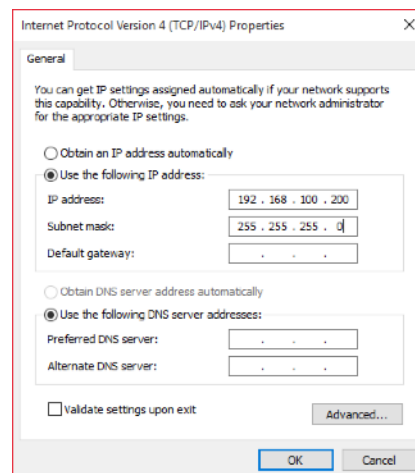 Internet Protocol Version 4 (TCP/IPv4) Properties
General
You can get IP settings assigned automatically if your network supports
this capability. Otherwise, you need to ask your network administrator
for the appropriate IP settings.
Obtain an IP address automatically
Use the following IP address:
IP address: 192 . 168 . 100 . 200
Subnet mask: 255 . 255 . 255 . 0
Default gateway: . . .
Obtain DNS server address automatically
Use the following DNS server addresses:
Preferred DNS server: . . .
Alternate DNS server: . . .
Validate settings upon exit
Advanced...
OK Cancel